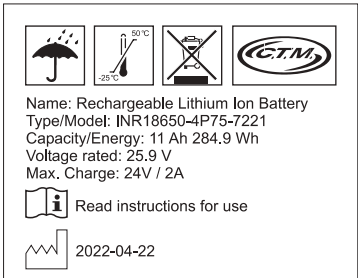 50°C
-25°C
C.T.M.
Name: Rechargeable Lithium Ion Battery
Type/Model: INR18650-4P75-7221
Capacity/Energy: 11 Ah 284.9 Wh
Voltage rated: 25.9 V
Max. Charge: 24V / 2A
i Read instructions for use
2022-04-22